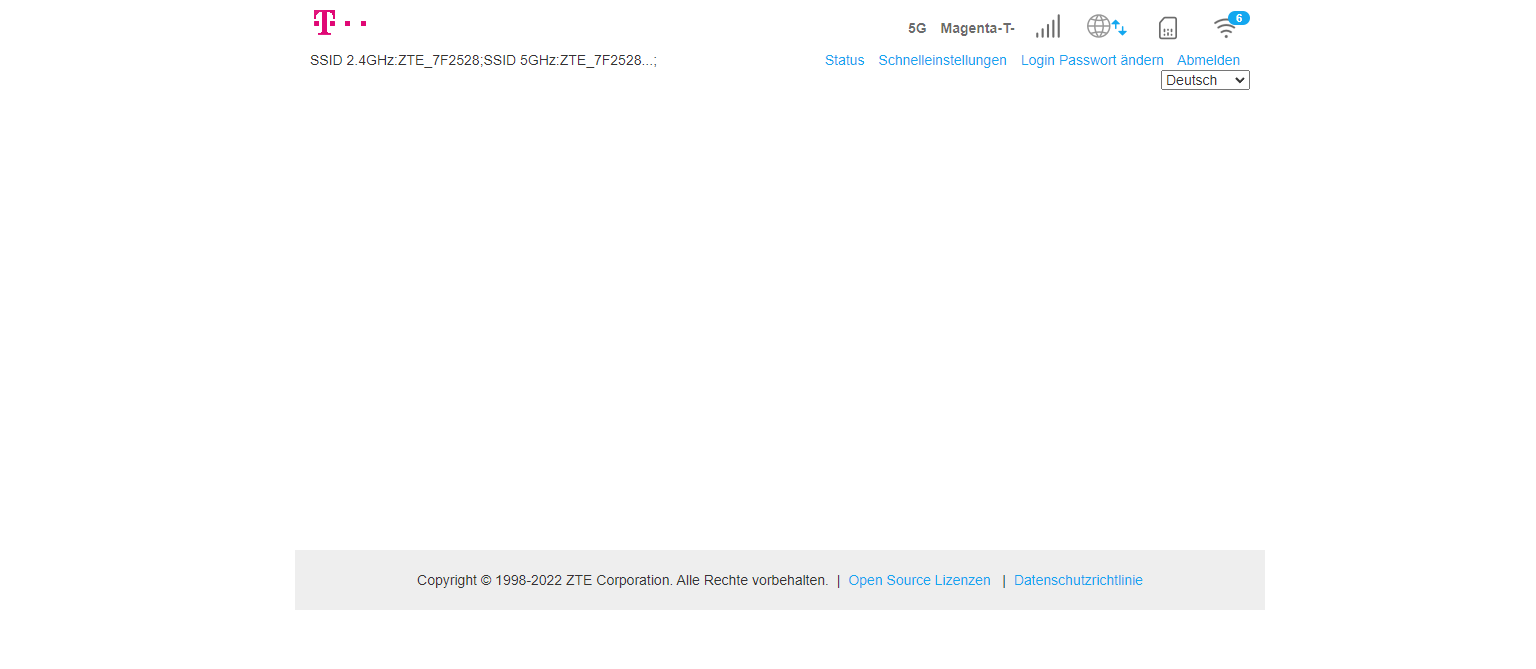 T
5G Magenta-T- 6
SSID 2.4GHz:ZTE_7F2528;SSID 5GHz:ZTE_7F2528...; Status Schnelleinstellungen Login Passwort ändern Abmelden
Deutsch
Copyright © 1998-2022 ZTE Corporation. Alle Rechte vorbehalten. | Open Source Lizenzen | Datenschutzrichtlinie